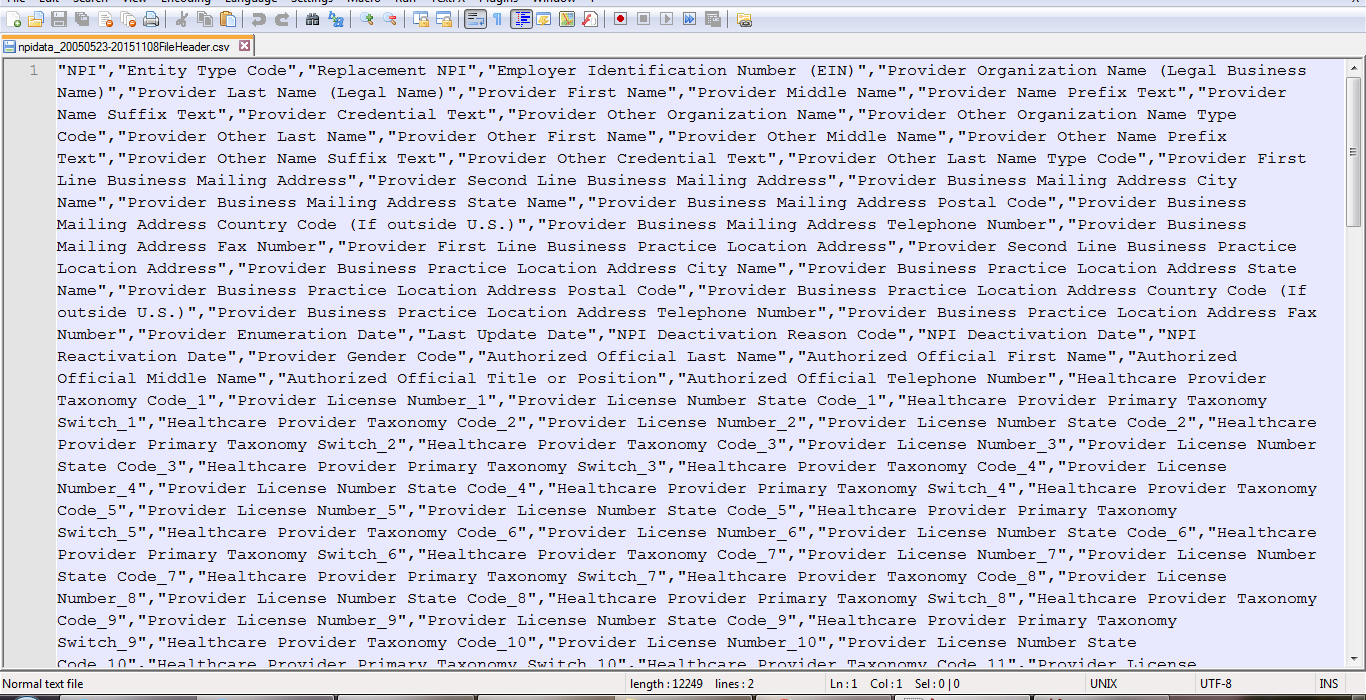 File Edit Search View Encoding Language Settings Macro Run TextFX Plugins Window ?
npidata_20050523-20151108FileHeader.csv
1 "NPI","Entity Type Code","Replacement NPI","Employer Identification Number (EIN)","Provider Organization Name (Legal Business
Name)","Provider Last Name (Legal Name)","Provider First Name","Provider Middle Name","Provider Name Prefix Text","Provider
Name Suffix Text","Provider Credential Text","Provider Other Organization Name","Provider Other Organization Name Type
Code","Provider Other Last Name","Provider Other First Name","Provider Other Middle Name","Provider Other Name Prefix
Text","Provider Other Name Suffix Text","Provider Other Credential Text","Provider Other Last Name Type Code","Provider First
Line Business Mailing Address","Provider Second Line Business Mailing Address","Provider Business Mailing Address City
Name","Provider Business Mailing Address State Name","Provider Business Mailing Address Postal Code","Provider Business
Mailing Address Country Code (If outside U.S.)","Provider Business Mailing Address Telephone Number","Provider Business
Mailing Address Fax Number","Provider First Line Business Practice Location Address","Provider Second Line Business Practice
Location Address","Provider Business Practice Location Address City Name","Provider Business Practice Location Address State
Name","Provider Business Practice Location Address Postal Code","Provider Business Practice Location Address Country Code (If
outside U.S.)","Provider Business Practice Location Address Telephone Number","Provider Business Practice Location Address Fax
Number","Provider Enumeration Date","Last Update Date","NPI Deactivation Reason Code","NPI Deactivation Date","NPI
Reactivation Date","Provider Gender Code","Authorized Official Last Name","Authorized Official First Name","Authorized
Official Middle Name","Authorized Official Title or Position","Authorized Official Telephone Number","Healthcare Provider
Taxonomy Code_1","Provider License Number_1","Provider License Number State Code_1","Healthcare Provider Primary Taxonomy
Switch_1","Healthcare Provider Taxonomy Code_2","Provider License Number_2","Provider License Number State Code_2","Healthcare
Provider Primary Taxonomy Switch_2","Healthcare Provider Taxonomy Code_3","Provider License Number_3","Provider License Number
State Code_3","Healthcare Provider Primary Taxonomy Switch_3","Healthcare Provider Taxonomy Code_4","Provider License
Number_4","Provider License Number State Code_4","Healthcare Provider Primary Taxonomy Switch_4","Healthcare Provider Taxonomy
Code_5","Provider License Number_5","Provider License Number State Code_5","Healthcare Provider Primary Taxonomy
Switch_5","Healthcare Provider Taxonomy Code_6","Provider License Number_6","Provider License Number State Code_6","Healthcare
Provider Primary Taxonomy Switch_6","Healthcare Provider Taxonomy Code_7","Provider License Number_7","Provider License Number
State Code_7","Healthcare Provider Primary Taxonomy Switch_7","Healthcare Provider Taxonomy Code_8","Provider License
Number_8","Provider License Number State Code_8","Healthcare Provider Primary Taxonomy Switch_8","Healthcare Provider Taxonomy
Code_9","Provider License Number_9","Provider License Number State Code_9","Healthcare Provider Primary Taxonomy
Switch_9","Healthcare Provider Taxonomy Code_10","Provider License Number_10","Provider License Number State
Code_10","Healthcare Provider Primary Taxonomy Switch_10","Healthcare Provider Taxonomy Code_11","Provider License
Normal text file length : 12249 lines : 2 Ln : 1 Col : 1 Sel : 0 | 0 UNIX UTF-8 INS